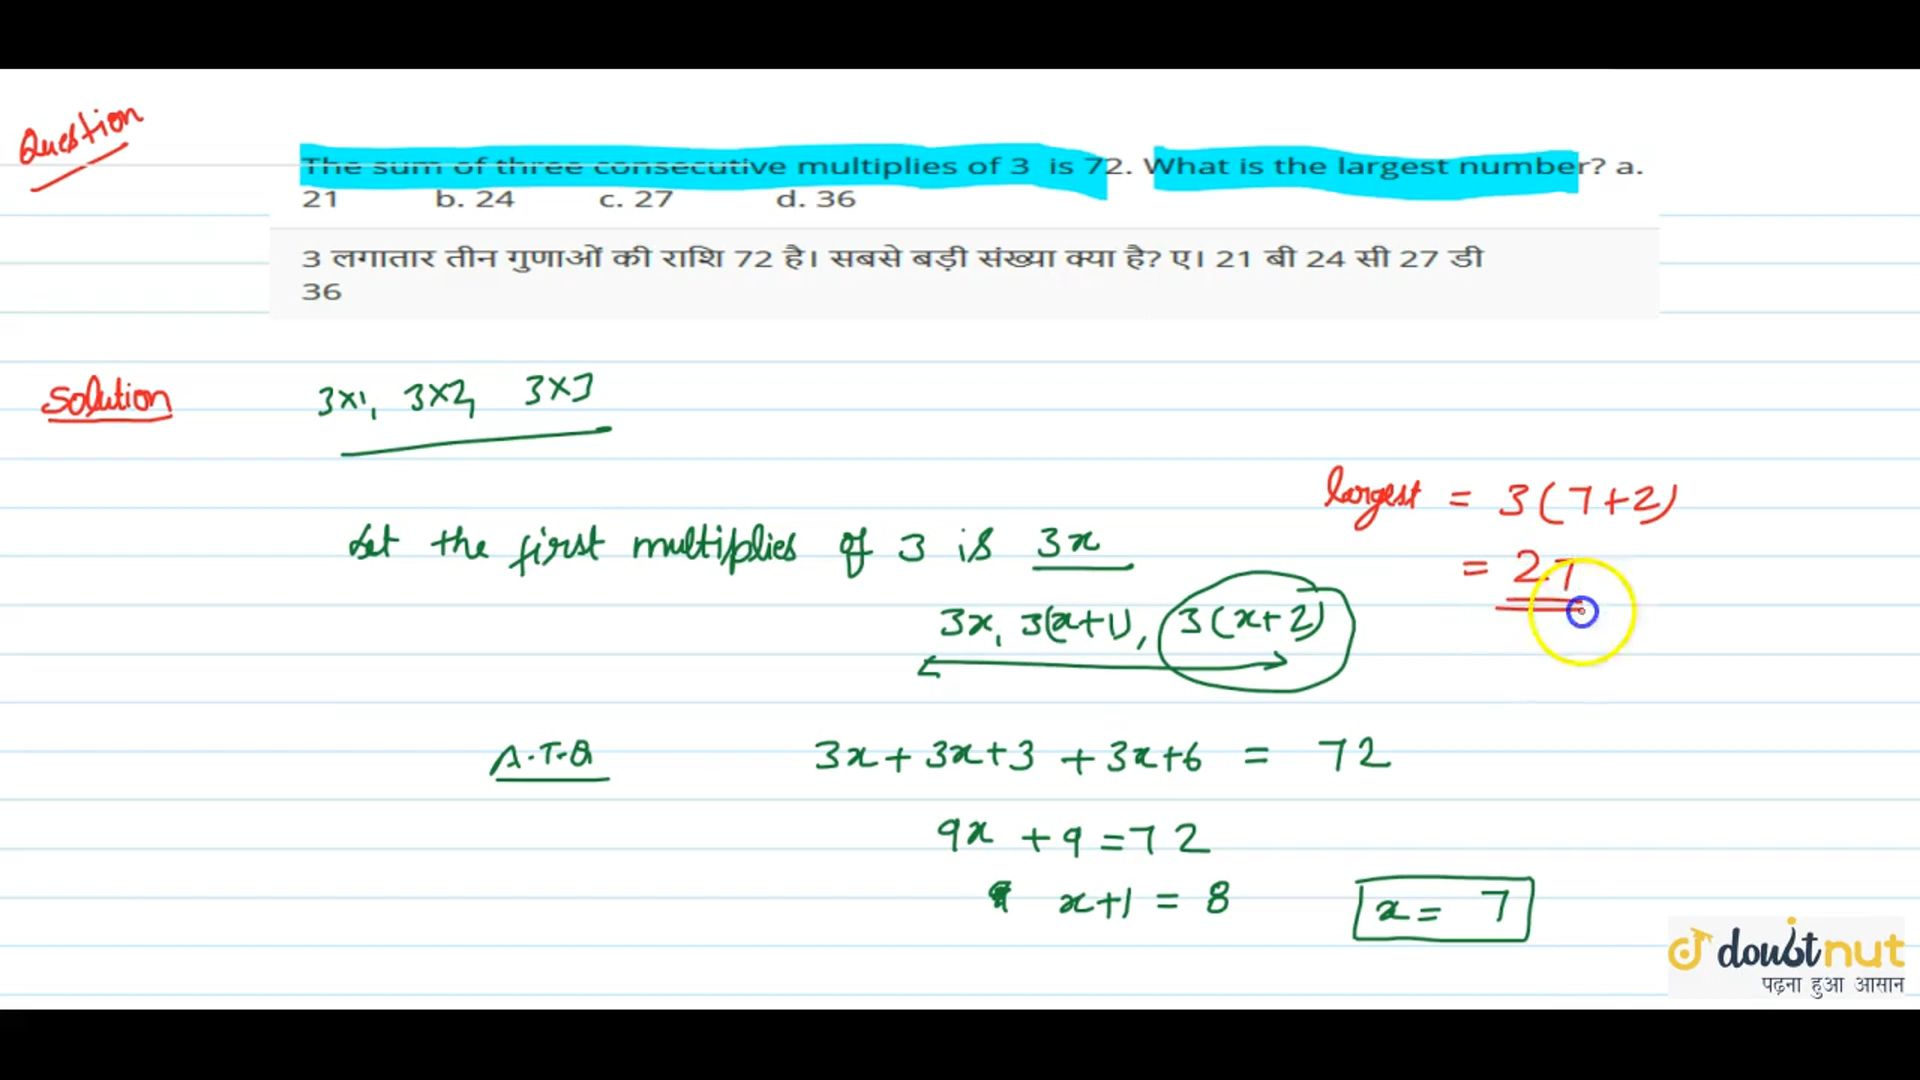 Question
The sum of three consecutive multiplies of 3 is 72. What is the largest number? a.
21 b. 24 c. 27 d. 36
3 लगातार तीन गुणाओं की राशि 72 है। सबसे बड़ी संख्या क्या है? ए। 21 बी 24 सी 27 डी
36
Solution
3×1, 3×2, 3×3
largest = 3(7+2)
= 27
Let the first multiplies of 3 is 3x
3x, 3(x+1), 3(x+2)
A.T.Q 3x + 3x+3 + 3x+6 = 72
9x + 9 = 72
x+1 = 8
x = 7
doubtnut
पढ़ना हुआ आसान